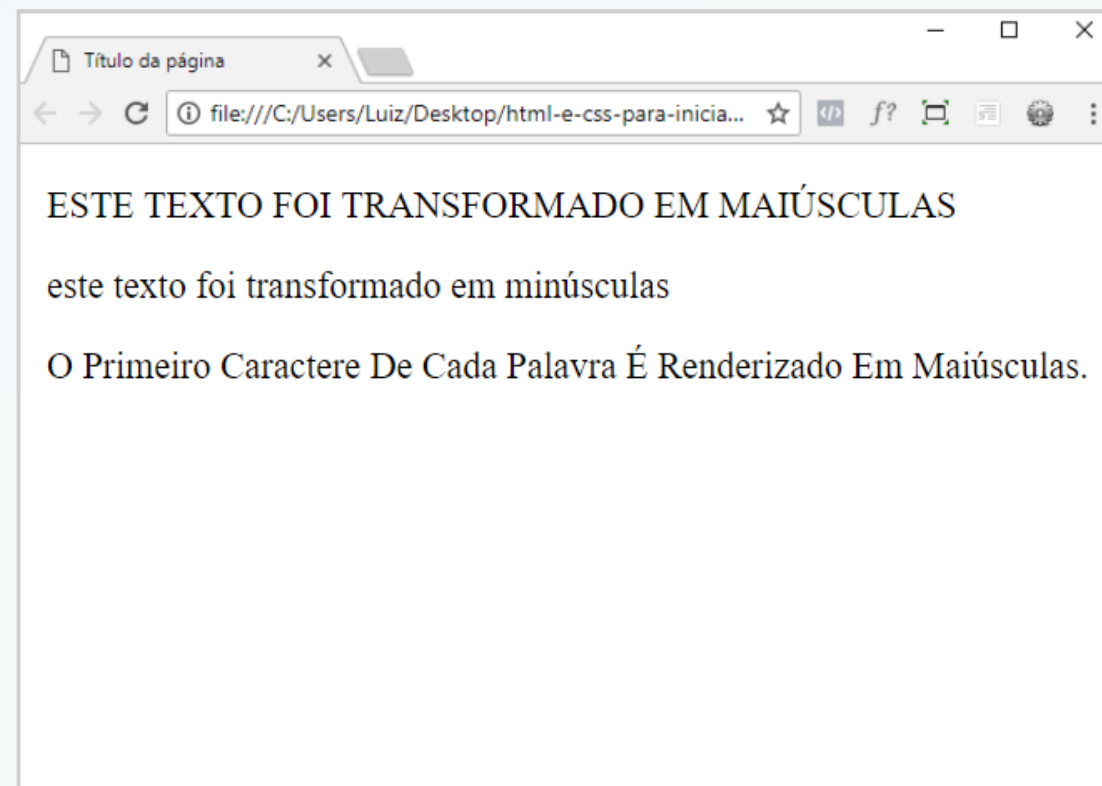 Título da página
file:///C:/Users/Luiz/Desktop/html-e-css-para-inicia...
f?
ESTE TEXTO FOI TRANSFORMADO EM MAIÚSCULAS
este texto foi transformado em minúsculas
O Primeiro Caractere De Cada Palavra É Renderizado Em Maiúsculas.